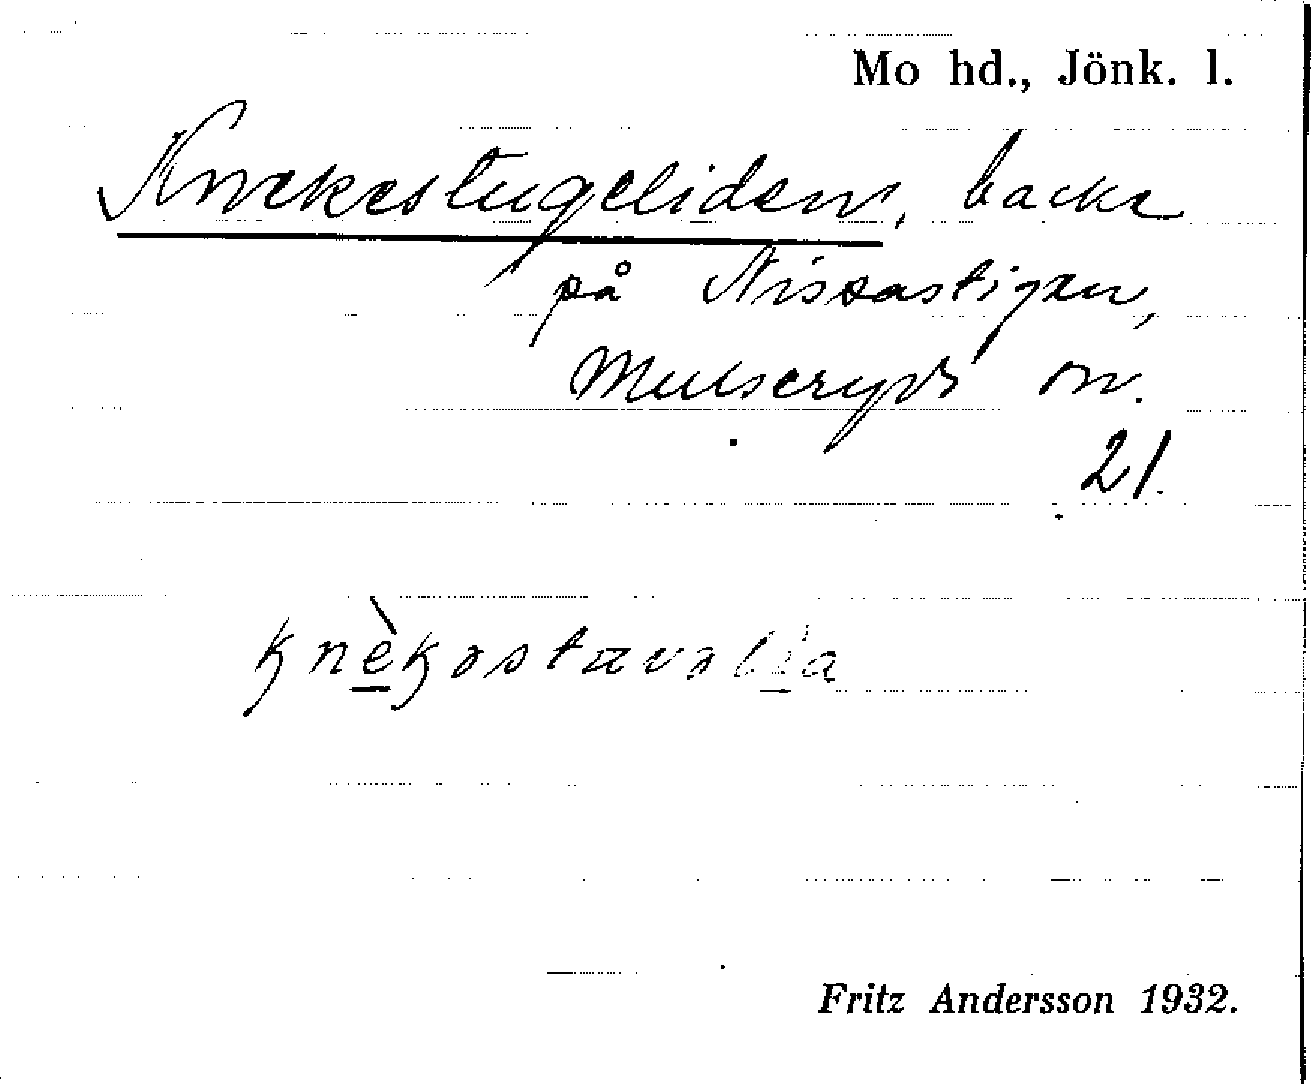 Mo hd., Jönk. l.
Knekestugeliden, backe
på Nissastigen,
Mulseryds sn.
21.
Fritz Andersson 1932.